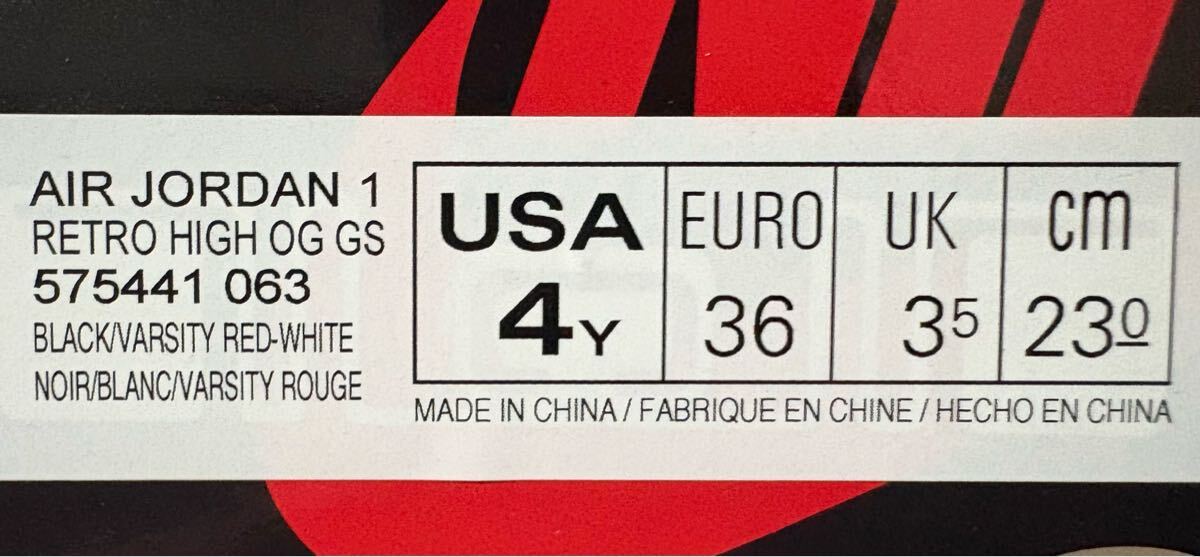 AIR JORDAN 1
RETRO HIGH OG GS
575441 063
BLACK/VARSITY RED-WHITE
NOIR/BLANC/VARSITY ROUGE
USA EURO UK cm
4Y 36 35 230
MADE IN CHINA / FABRIQUE EN CHINE / HECHO EN CHINA